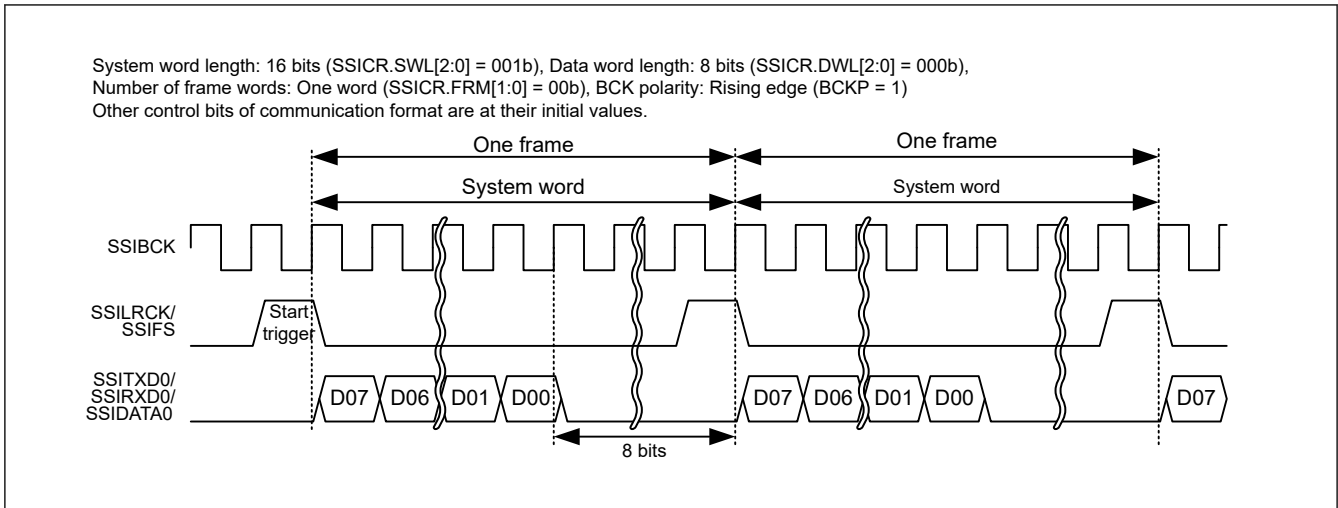 System word length: 16 bits (SSICR.SWL[2:0] = 001b), Data word length: 8 bits (SSICR.DWL[2:0] = 000b),
Number of frame words: One word (SSICR.FRM[1:0] = 00b), BCK polarity: Rising edge (BCKP = 1)
Other control bits of communication format are at their initial values.
One frame
One frame
System word
System word
SSIBCK
SSILRCK/
SSIFS
Start
trigger
SSITXD0/
SSIRXD0/
SSIDATA0
D07 D06 D01 D00 D07 D06 D01 D00 D07
8 bits